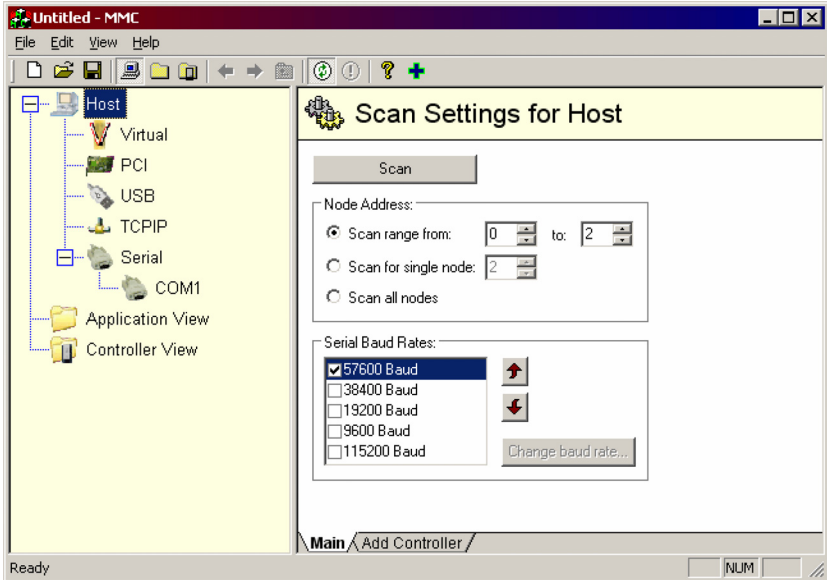 Untitled - MMC
File Edit View Help
Host
Virtual
PCI
USB
TCPIP
Serial
COM1
Application View
Controller View
Scan Settings for Host
Scan
Node Address:
Scan range from: 0 to: 2
Scan for single node: 2
Scan all nodes
Serial Baud Rates:
57600 Baud
38400 Baud
19200 Baud
9600 Baud
115200 Baud
Change baud rate...
Main Add Controller
Ready NUM